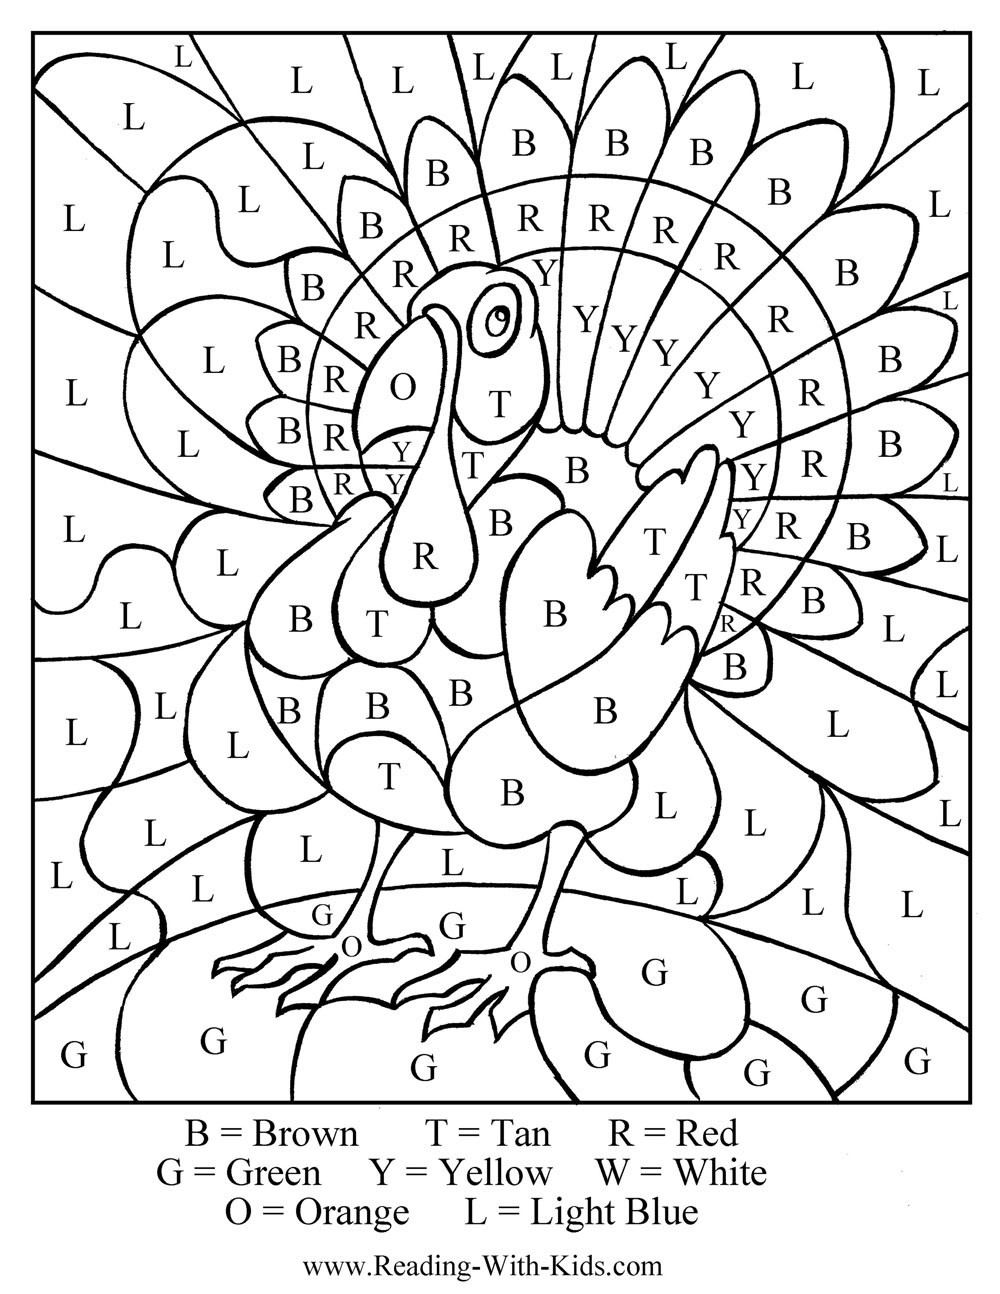 L L L L L L L L
L L
B B B B B
L L L L
B R R R R B
L R Y R B L
B R Y Y Y Y R B
L L B R O T Y R B
L B R Y T B Y R B L
B R Y B T Y R B L
L L B R T R B L
L B T B T R B L
B B B B B L L
L L L T B L L L
L L L L L L L
L G G G G
O O
G G G G G G
B = Brown T = Tan R = Red
G = Green Y = Yellow W = White
O = Orange L = Light Blue
www.Reading-With-Kids.com